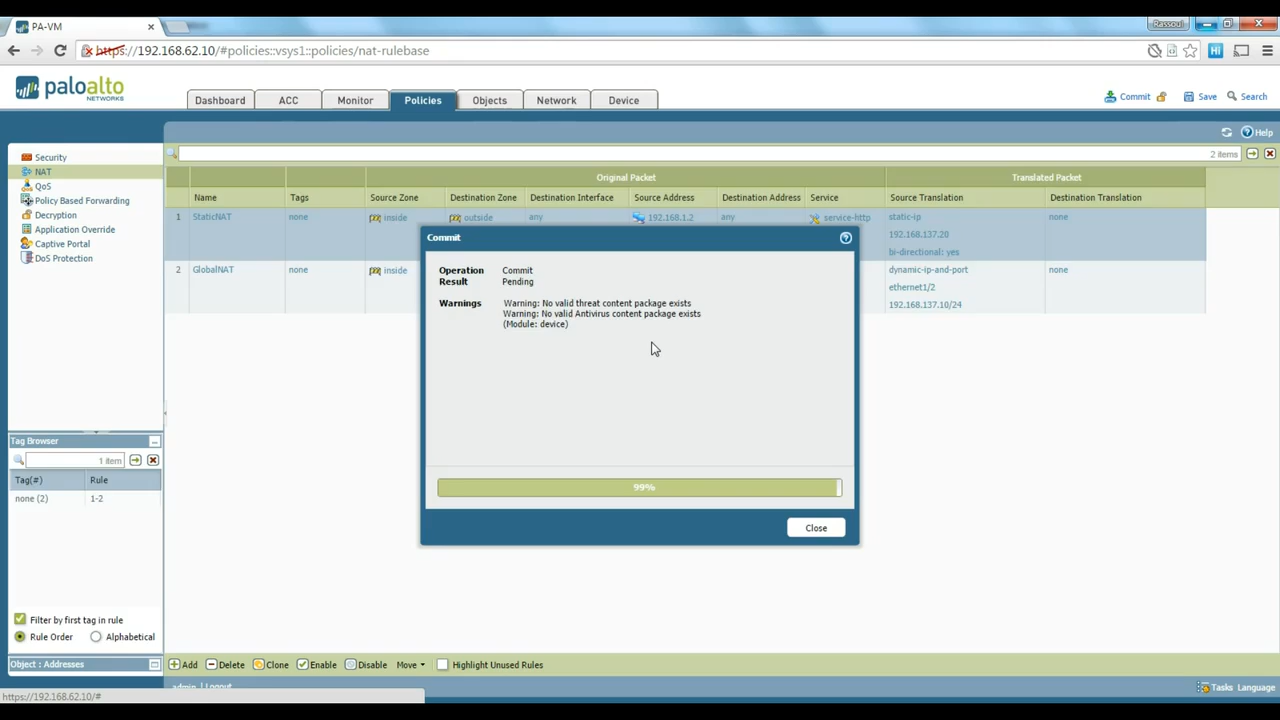 PA-VM
Rassoul
https://192.168.62.10/#policies::vsys1::policies/nat-rulebase
Hi
paloalto
NETWORKS
Dashboard
ACC
Monitor
Policies
Objects
Network
Device
Commit
Save
Search
Help
2 items
Security
NAT
QoS
Policy Based Forwarding
Decryption
Application Override
Captive Portal
DoS Protection
Original Packet
Translated Packet
Name Tags Source Zone Destination Zone Destination Interface Source Address Destination Address Service Source Translation Destination Translation
1 StaticNAT none inside outside any 192.168.1.2 any service-http static-ip none
192.168.137.20
bi-directional: yes
2 GlobalNAT none inside dynamic-ip-and-port none
ethernet1/2
192.168.137.10/24
Commit
Operation Commit
Result Pending
Warnings Warning: No valid threat content package exists
Warning: No valid Antivirus content package exists
(Module: device)
99%
Close
Tag Browser
1 item
Tag(#) Rule
none (2) 1-2
Filter by first tag in rule
Rule Order Alphabetical
Object : Addresses
Add Delete Clone Enable Disable Move Highlight Unused Rules
admin | Logout
https://192.168.62.10/#
Tasks Language